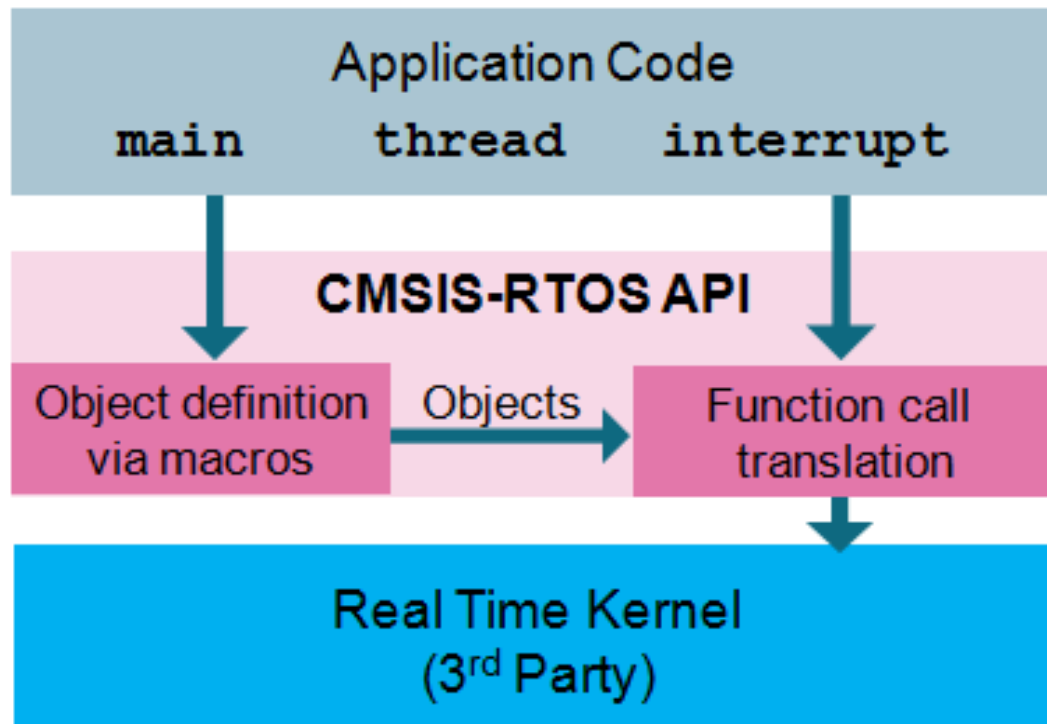 Application Code
main thread interrupt
CMSIS-RTOS API
Object definition
via macros
Objects
Function call
translation
Real Time Kernel
(3rd Party)